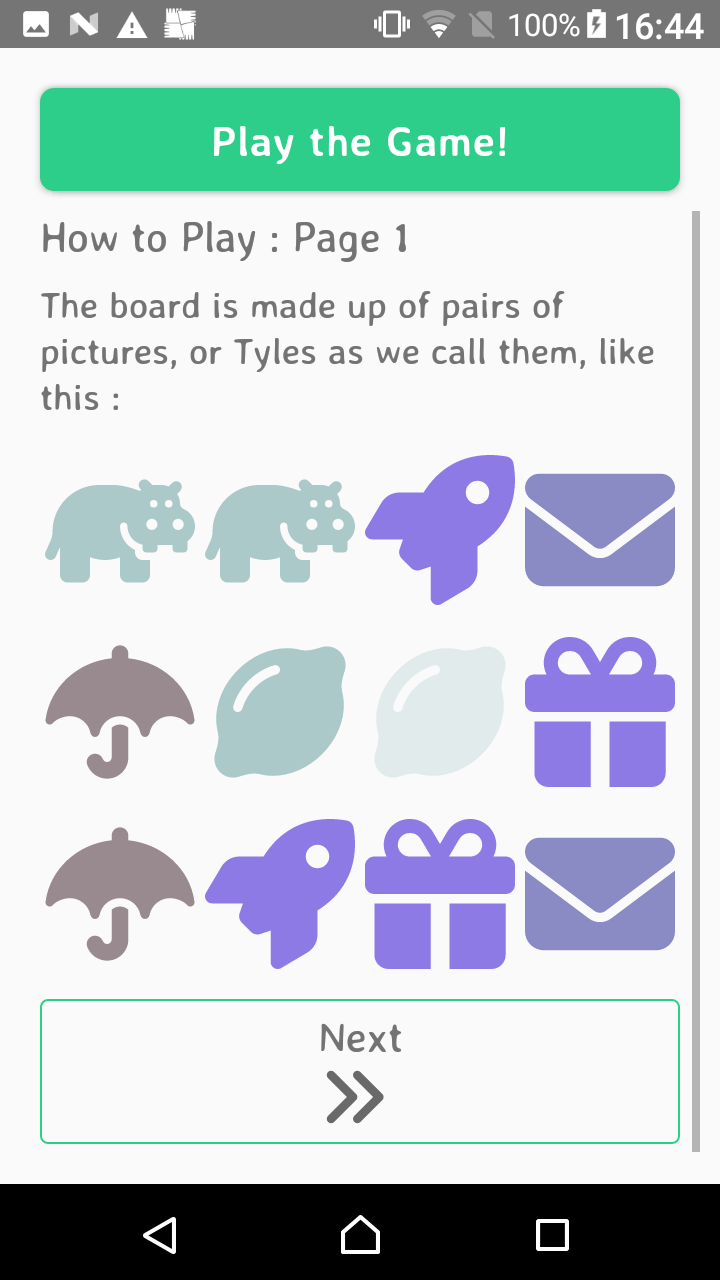 100% 16:44
Play the Game!
How to Play : Page 1
The board is made up of pairs of
pictures, or Tyles as we call them, like
this :
Next